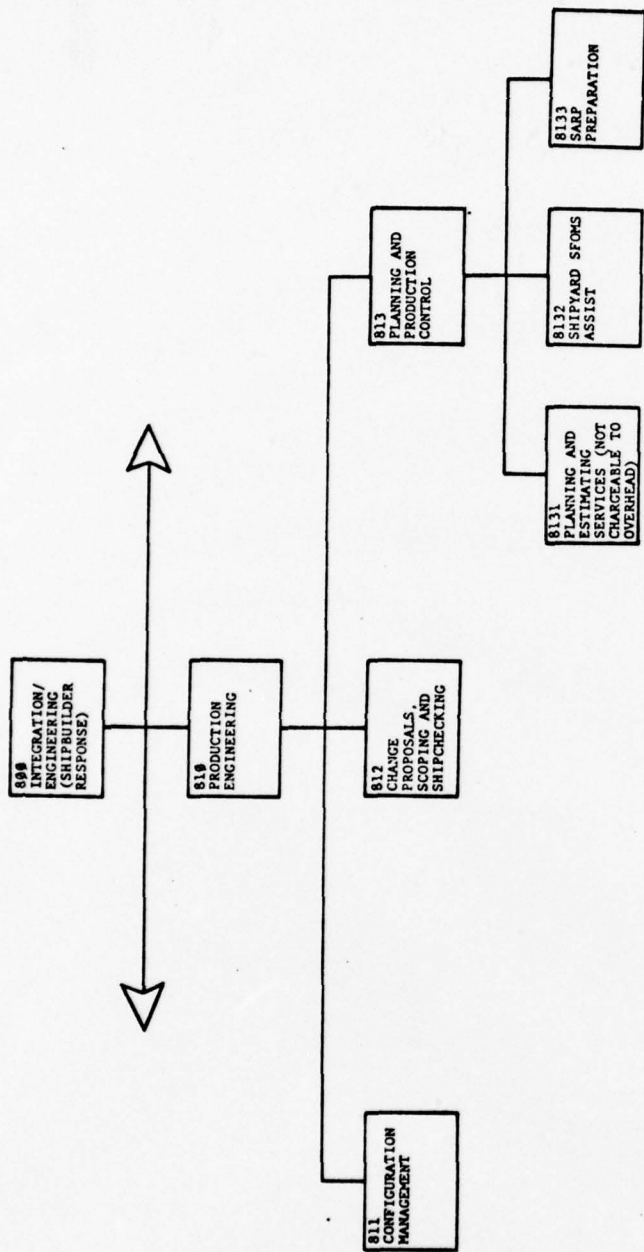 800
INTEGRATION/
ENGINEERING
(SHIPBUILDER
RESPONSE)
810
PRODUCTION
ENGINEERING
811
CONFIGURATION
MANAGEMENT
812
CHANGE
PROPOSALS,
SCOPING AND
SHIPCHECKING
813
PLANNING AND
PRODUCTION
CONTROL
8131
PLANNING AND
ESTIMATING
SERVICES (NOT
CHARGEABLE TO
OVERHEAD)
8132
SHIPYARD SFOMS
ASSIST
8133
SARP
PREPARATION